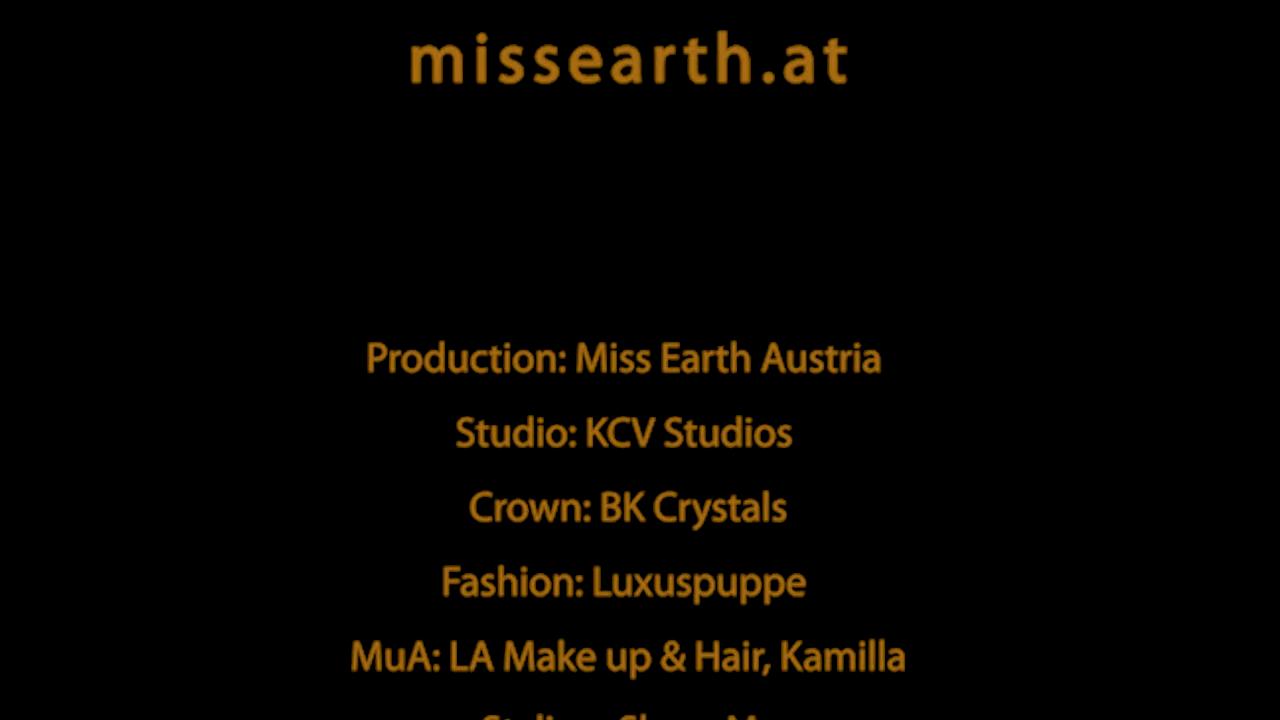 missearth.at
Production: Miss Earth Austria
Studio: KCV Studios
Crown: BK Crystals
Fashion: Luxuspuppe
MuA: LA Make up & Hair, Kamilla